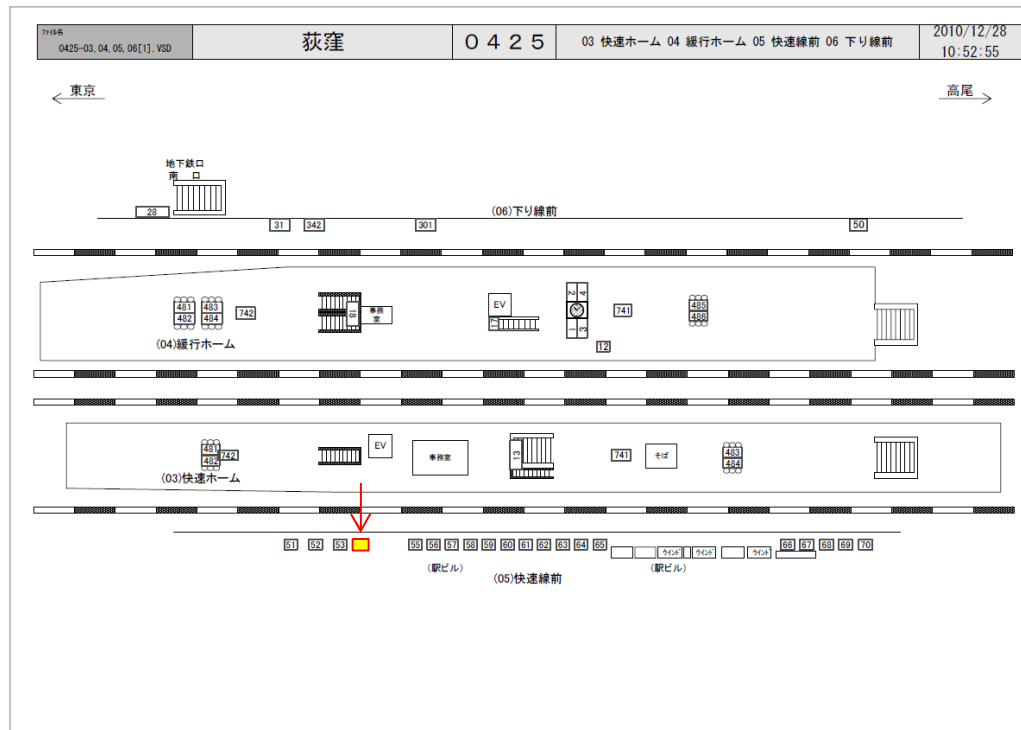 ファイル名
0425-03,04,05,06[1].VSD
荻窪
0425
03 快速ホーム 04 緩行ホーム 05 快速線前 06 下り線前
2010/12/28
10:52:55
東京
高尾
地下鉄口
南 口
28
(06)下り線前
31 342 301 50
481 483
482 484
742
18
事務
室
EV
17
2 4
1 3
741
12
485
486
(04)緩行ホーム
481
482
742
EV
事務室
13
741
そば
483
484
(03)快速ホーム
51 52 53 55 56 57 58 59 60 61 62 63 64 65 ウインド ウインド ウインド 66 67 68 69 70
(駅ビル) (駅ビル)
(05)快速線前